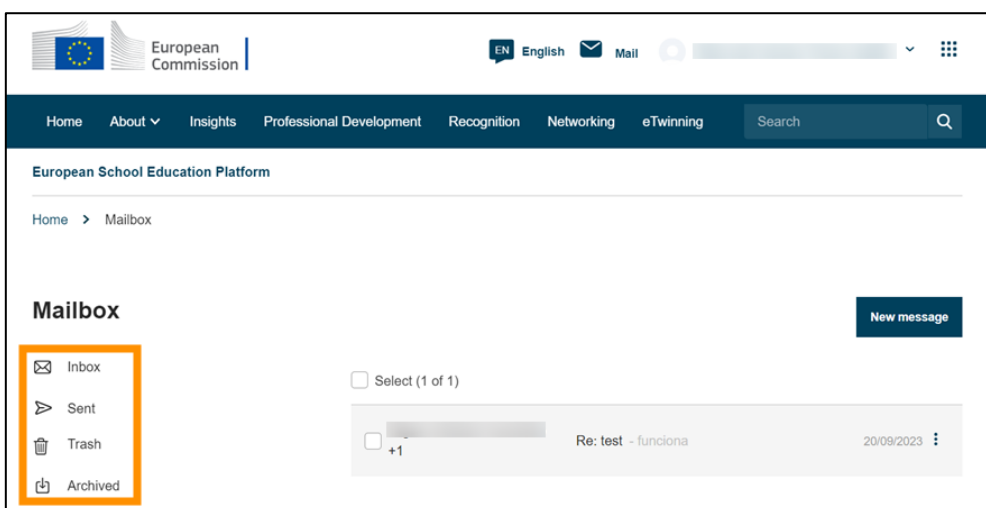 European
Commission
EN English Mail
Home About Insights Professional Development Recognition Networking eTwinning Search
European School Education Platform
Home > Mailbox
Mailbox
New message
Inbox
Select (1 of 1)
Sent
Trash
+1 Re: test - funciona 20/09/2023
Archived